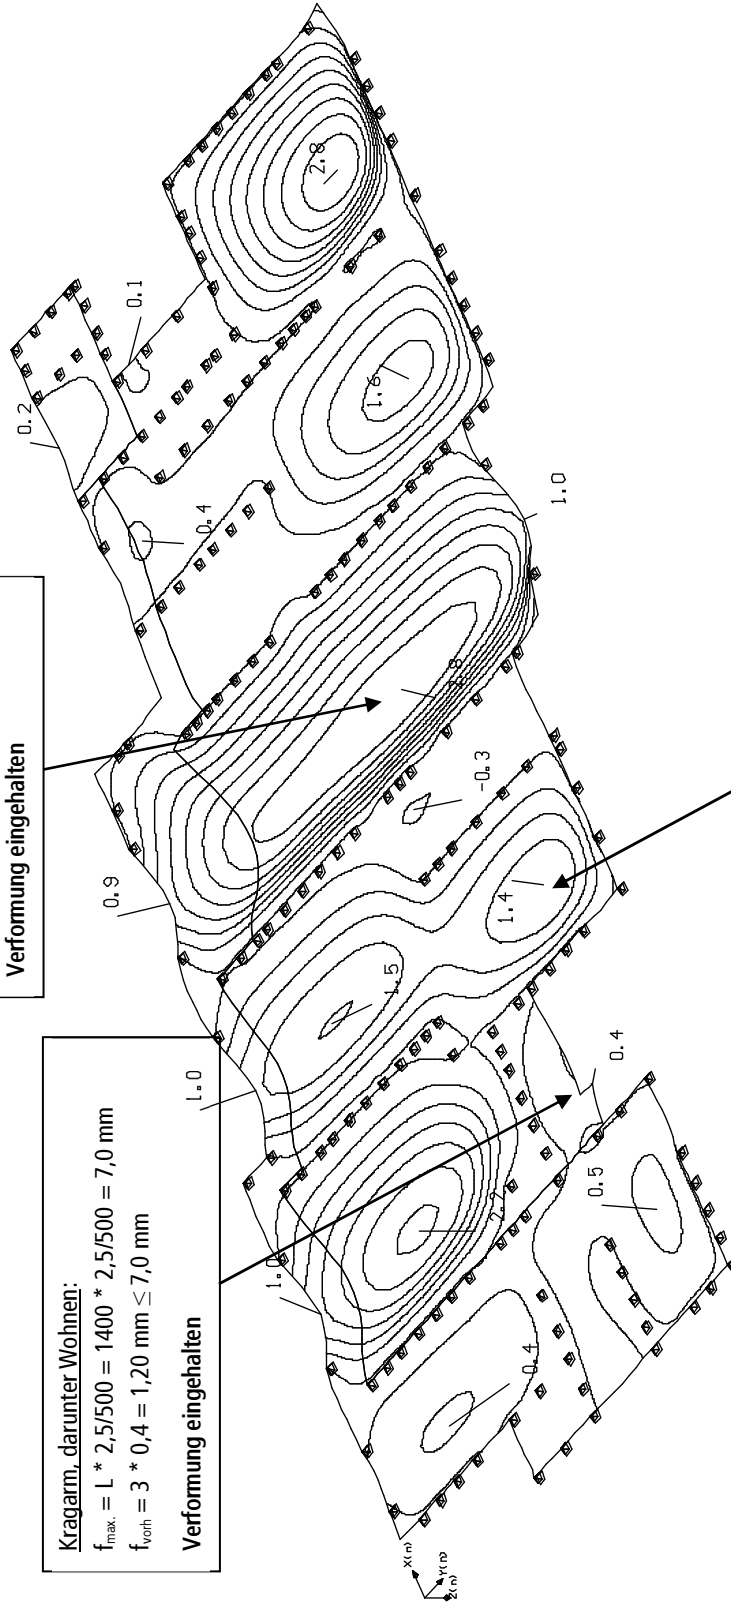 Verformung eingehalten
Kragarm, darunter Wohnen:
fmax. = L * 2,5/500 = 1400 * 2,5/500 = 7,0 mm
fvorh = 3 * 0,4 = 1,20 mm ≤ 7,0 mm
Verformung eingehalten
0.2
0.1
2.8
0.4
1.6
1.0
0.9
2.8
-0.3
1.5
1.4
1.0
0.4
1.0
0.5
0.4
X(m)
Y(m)
Z(m)